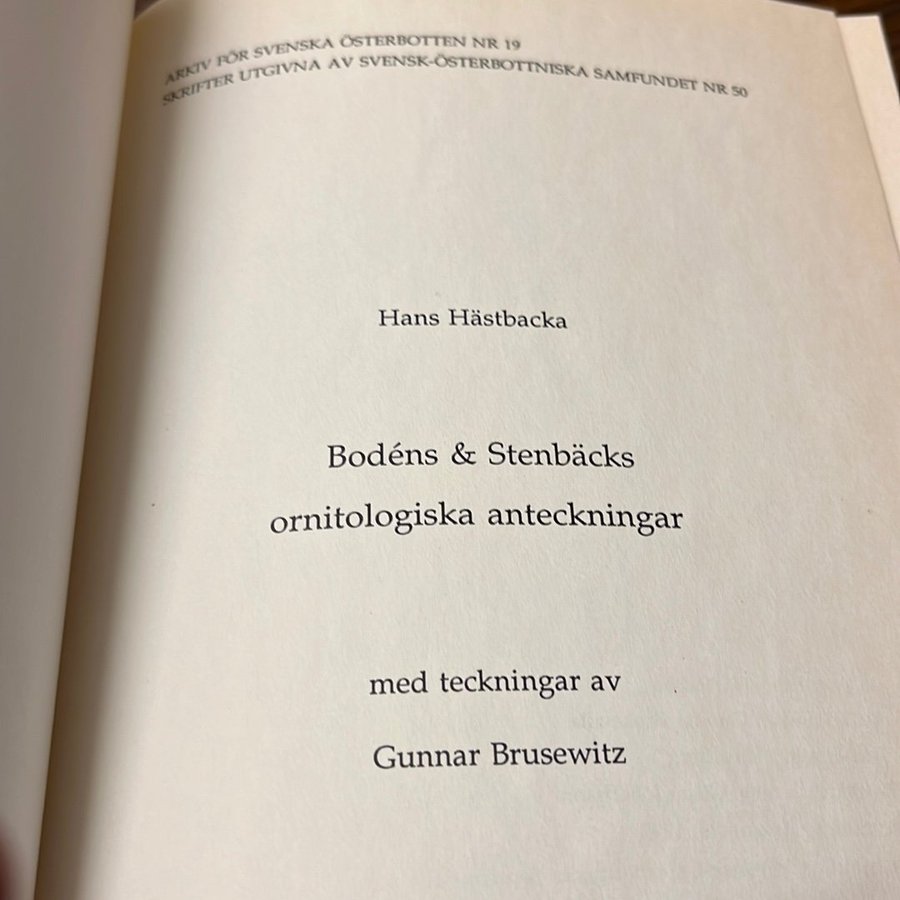 ARKIV FÖR SVENSKA ÖSTERBOTTEN NR 19
SKRIFTER UTGIVNA AV SVENSK-ÖSTERBOTTNISKA SAMFUNDET NR 50
Hans Hästbacka
Bodéns & Stenbäcks
ornitologiska anteckningar
med teckningar av
Gunnar Brusewitz